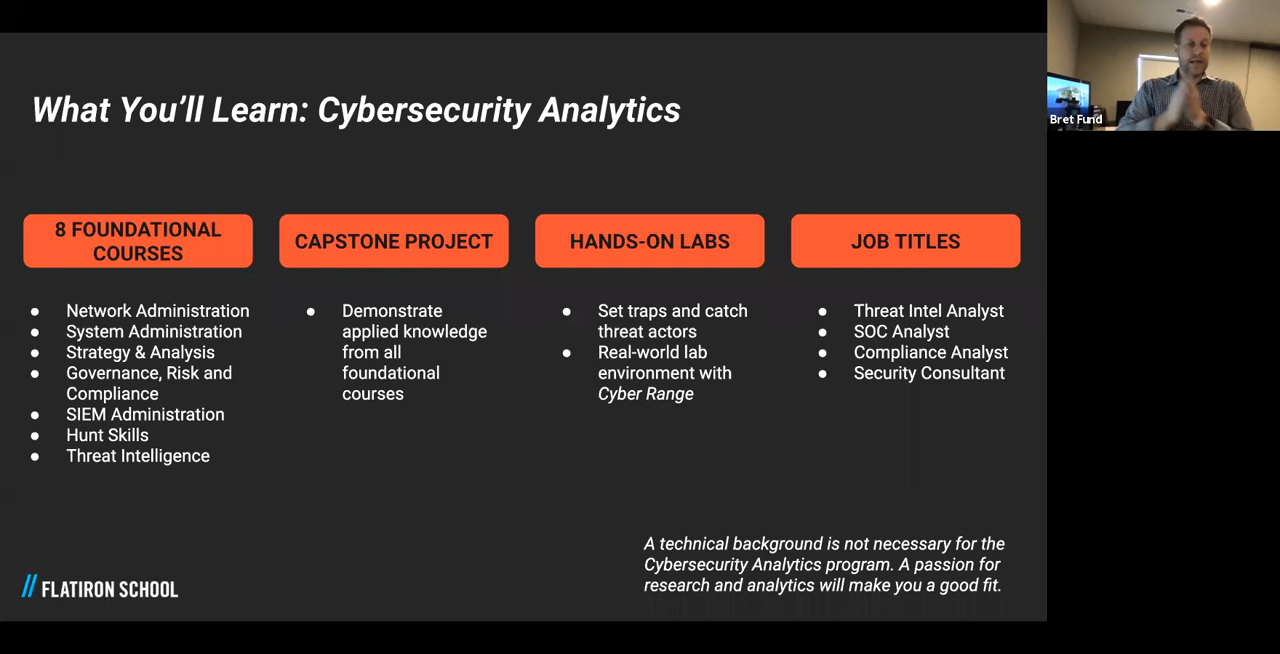 What You'll Learn: Cybersecurity Analytics
8 FOUNDATIONAL
COURSES
● Network Administration
● System Administration
● Strategy & Analysis
● Governance, Risk and
Compliance
● SIEM Administration
● Hunt Skills
● Threat Intelligence
CAPSTONE PROJECT
● Demonstrate
applied knowledge
from all
foundational
courses
HANDS-ON LABS
● Set traps and catch
threat actors
● Real-world lab
environment with
Cyber Range
JOB TITLES
● Threat Intel Analyst
● SOC Analyst
● Compliance Analyst
● Security Consultant
A technical background is not necessary for the
Cybersecurity Analytics program. A passion for
research and analytics will make you a good fit.
// FLATIRON SCHOOL
Bret Fund